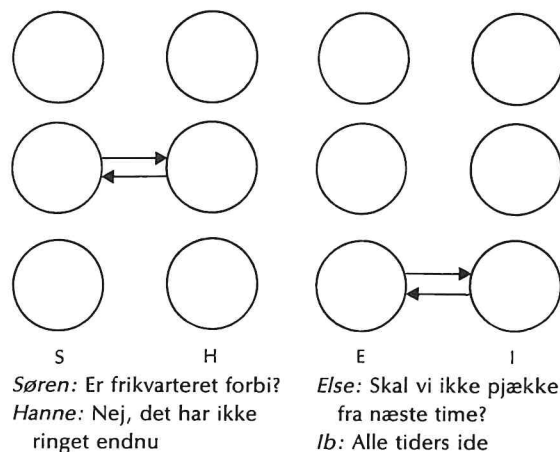 S H E I
Søren: Er frikvarteret forbi?
Hanne: Nej, det har ikke
ringet endnu
Else: Skal vi ikke pjække
fra næste time?
Ib: Alle tiders ide